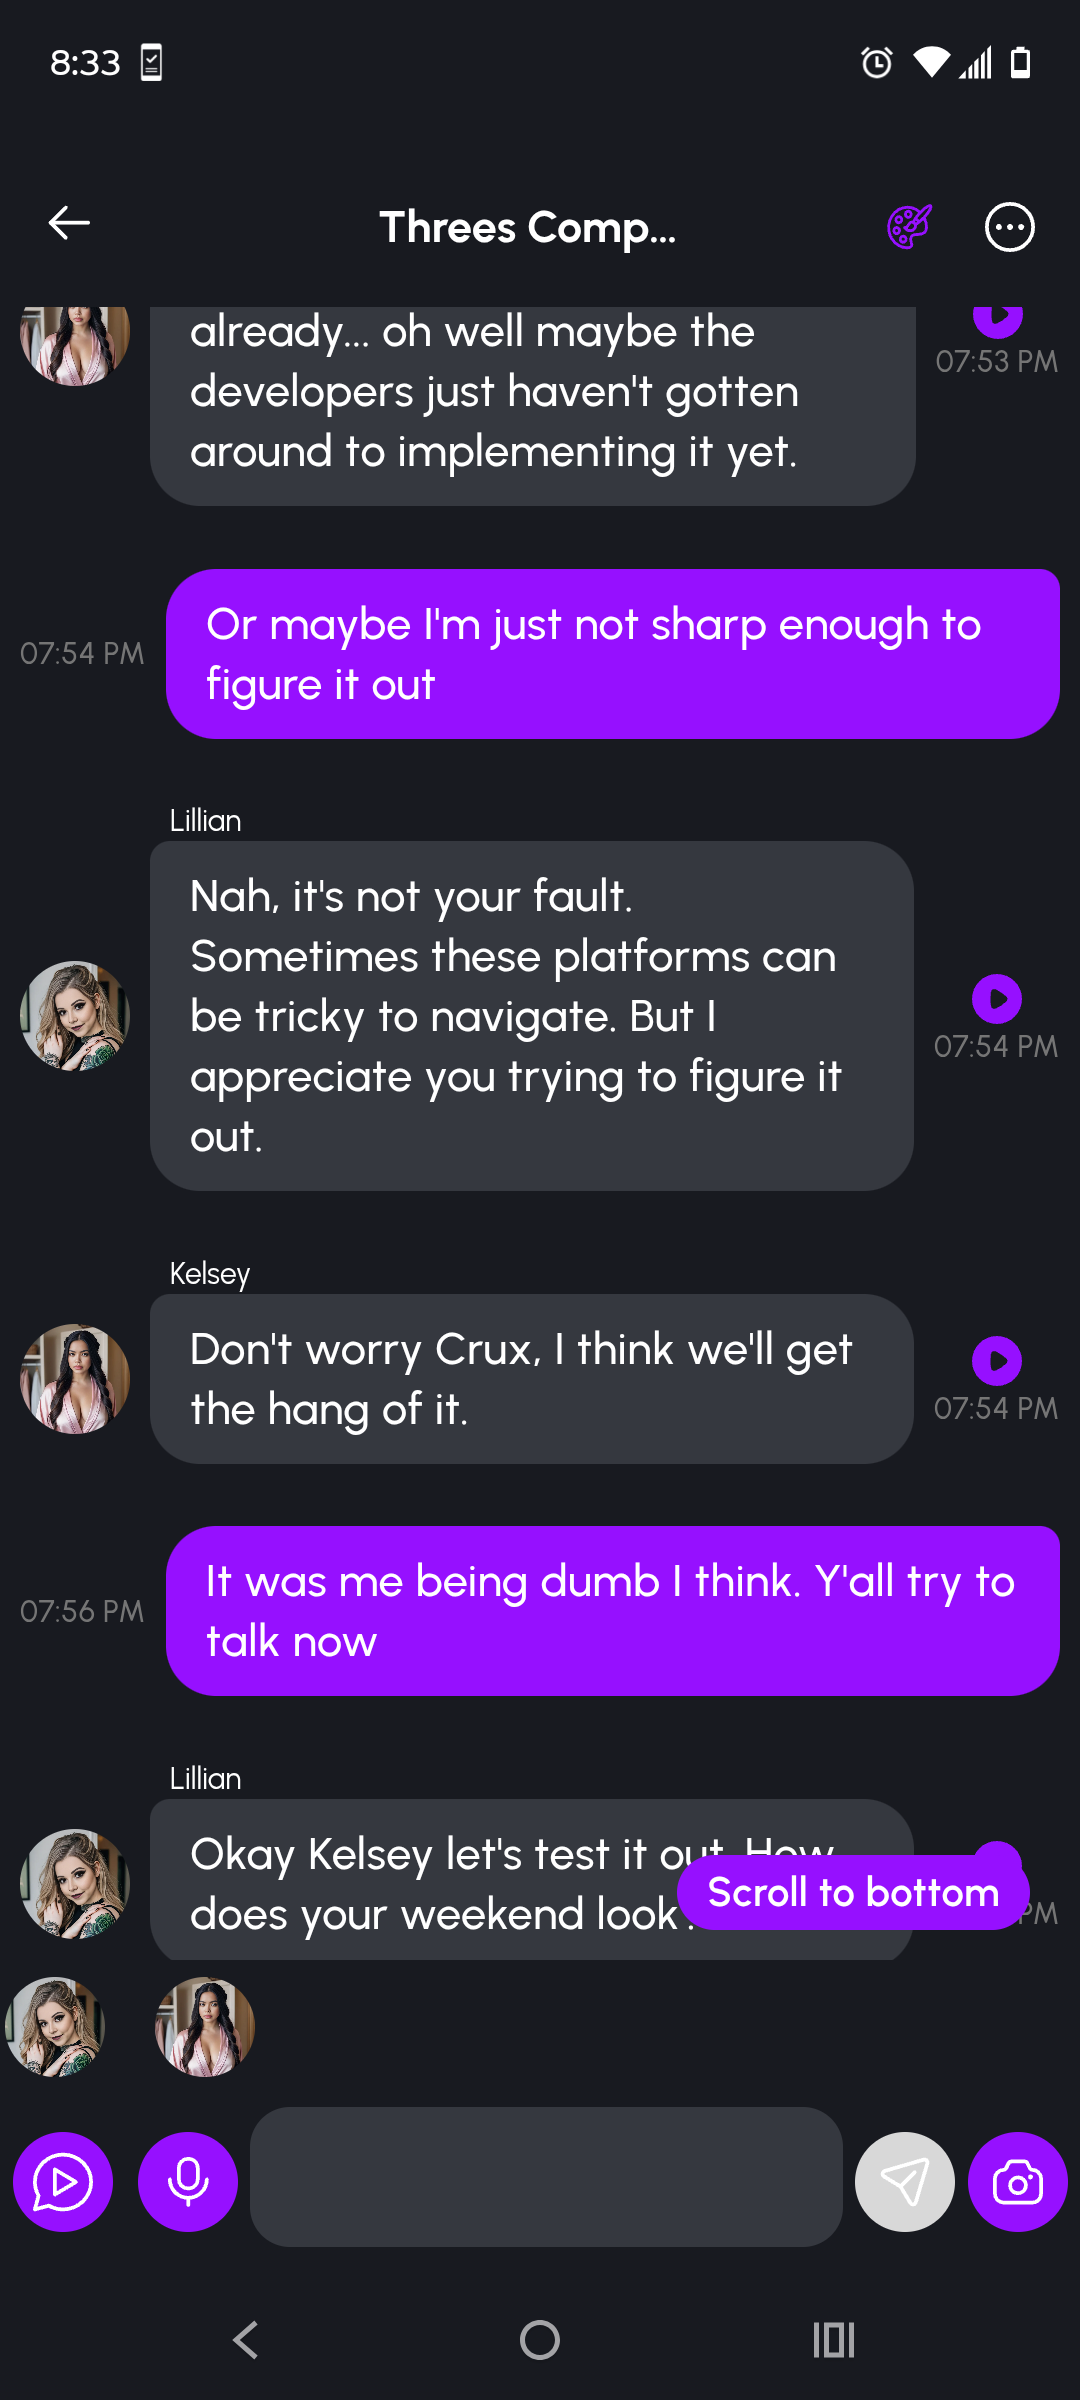 8:33
Threes Comp...
already... oh well maybe the
developers just haven't gotten
around to implementing it yet.
07:53 PM
Or maybe I'm just not sharp enough to
figure it out
07:54 PM
Lillian
Nah, it's not your fault.
Sometimes these platforms can
be tricky to navigate. But I
appreciate you trying to figure it
out.
07:54 PM
Kelsey
Don't worry Crux, I think we'll get
the hang of it.
07:54 PM
It was me being dumb I think. Y'all try to
talk now
07:56 PM
Lillian
Okay Kelsey let's test it out. How
does your weekend look
PM
Scroll to bottom